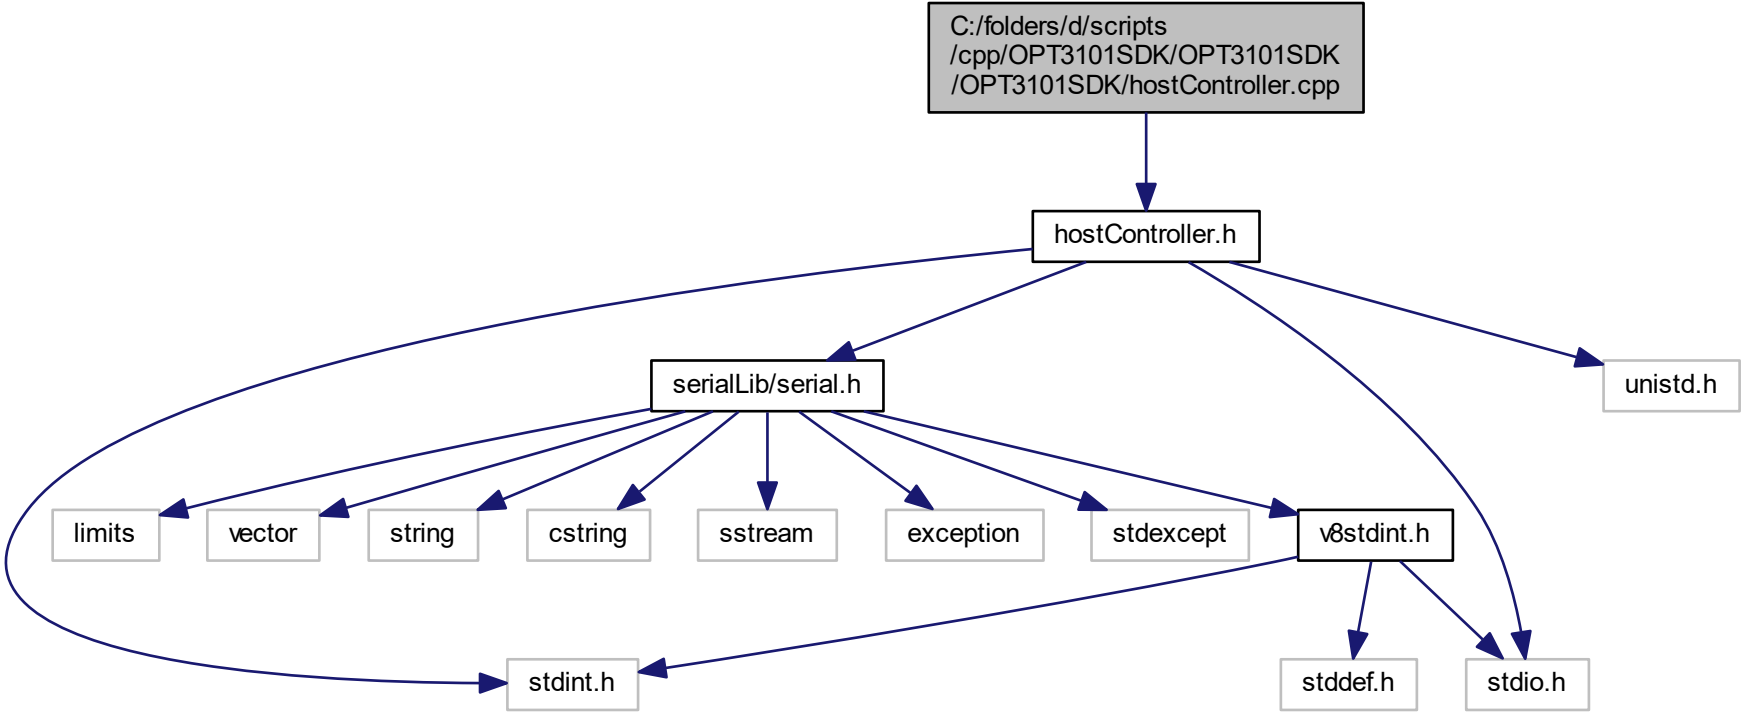 C:/folders/d/scripts
/cpp/OPT3101SDK/OPT3101SDK
/OPT3101SDK/hostController.cpp
hostController.h
serialLib/serial.h
unistd.h
limits
vector
string
cstring
sstream
exception
stdexcept
v8stdint.h
stdint.h
stddef.h
stdio.h